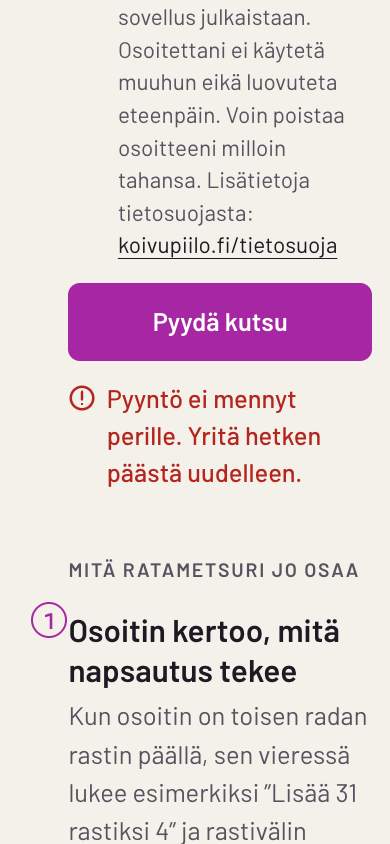 sovellus julkaistaan.
Osoitettani ei käytetä
muuhun eikä luovuteta
eteenpäin. Voin poistaa
osoitteeni milloin
tahansa. Lisätietoja
tietosuojasta:
koivupiilo.fi/tietosuoja
Pyydä kutsu
Pyyntö ei mennyt
perille. Yritä hetken
päästä uudelleen.
MITÄ RATAMETSURI JO OSAA
1
Osoitin kertoo, mitä
napsautus tekee
Kun osoitin on toisen radan
rastin päällä, sen vieressä
lukee esimerkiksi ”Lisää 31
rastiksi 4” ja rastivälin